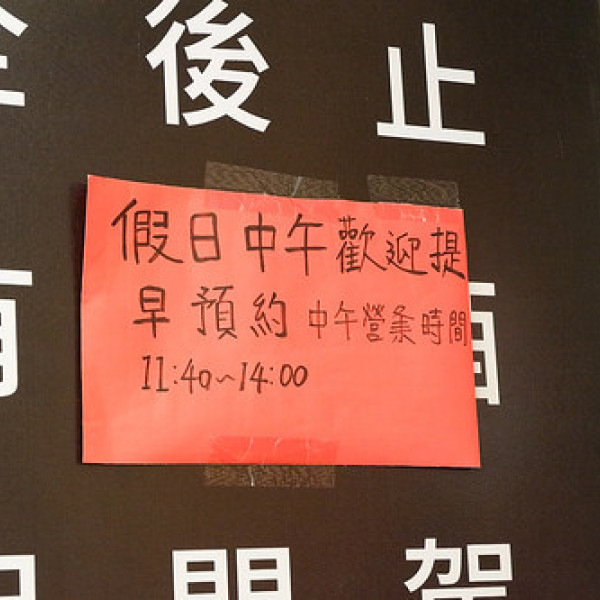 後 止
假日中午歡迎提
早預約 中午營業時間
11:40~14:00